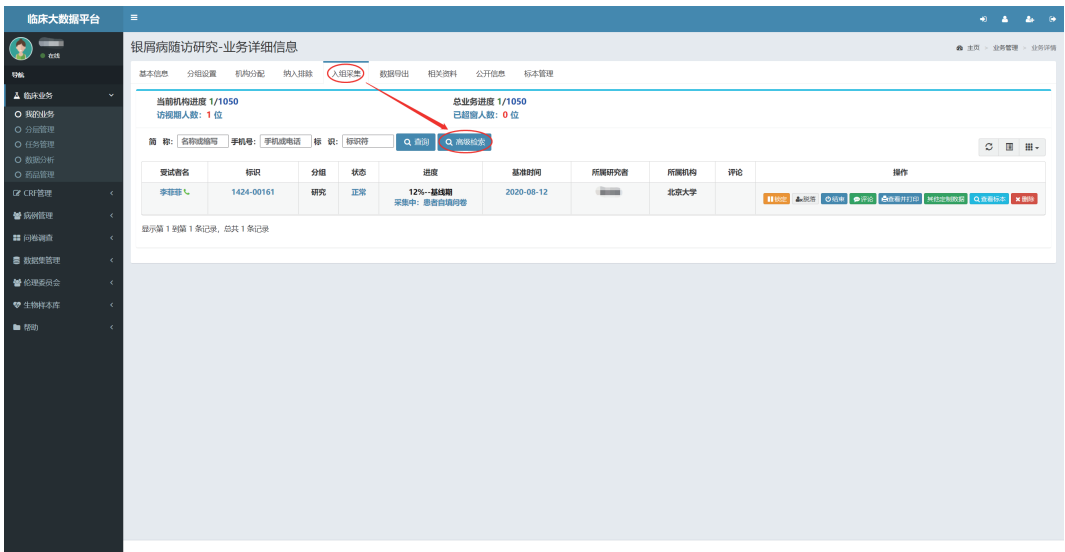 临床大数据平台
在线
导航
临床业务
我的业务
分层管理
任务管理
数据分析
药品管理
CRF管理
病例管理
问卷调查
数据集管理
伦理委员会
生物样本库
帮助
银屑病随访研究-业务详细信息
主页 > 业务管理 > 业务详情
基本信息 分组设置 机构分配 纳入排除 入组采集 数据导出 相关资料 公开信息 标本管理
当前机构进度 1/1050 总业务进度 1/1050
访视期人数: 1 位 已超窗人数: 0 位
简 称: 名称或缩写 手机号: 手机或电话 标 识: 标识符 查询 高级检索
受试者名 标识 分组 状态 进度 基准时间 所属研究者 所属机构 评论 操作
李菲菲 1424-00161 研究 正常 12%--基线期 2020-08-12 北京大学 锁定 脱落 结束 评论 查看并打印 其他定制数据 查看标本 删除
采集中: 患者自填问卷
显示第 1 到第 1 条记录, 总共 1 条记录